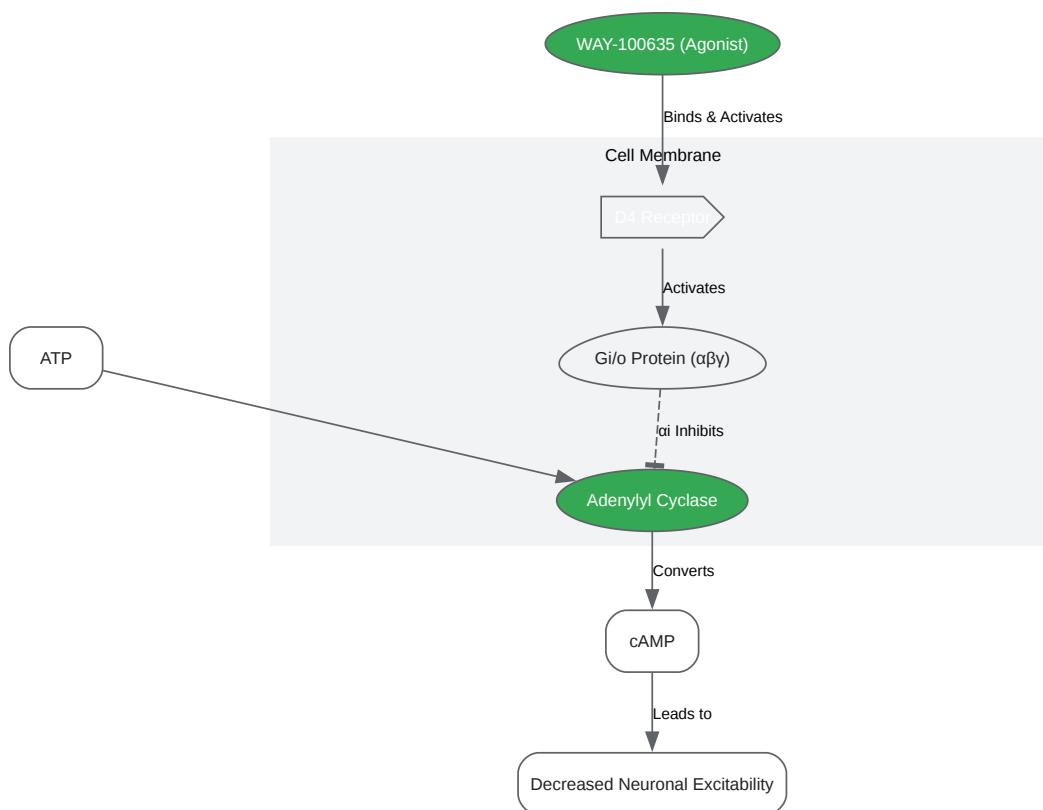 WAY-100635 (Agonist)
Binds & Activates
Cell Membrane
D4 Receptor
Activates
ATP
Gi/o Protein (αβγ)
αi Inhibits
Adenylyl Cyclase
Converts
cAMP
Leads to
Decreased Neuronal Excitability